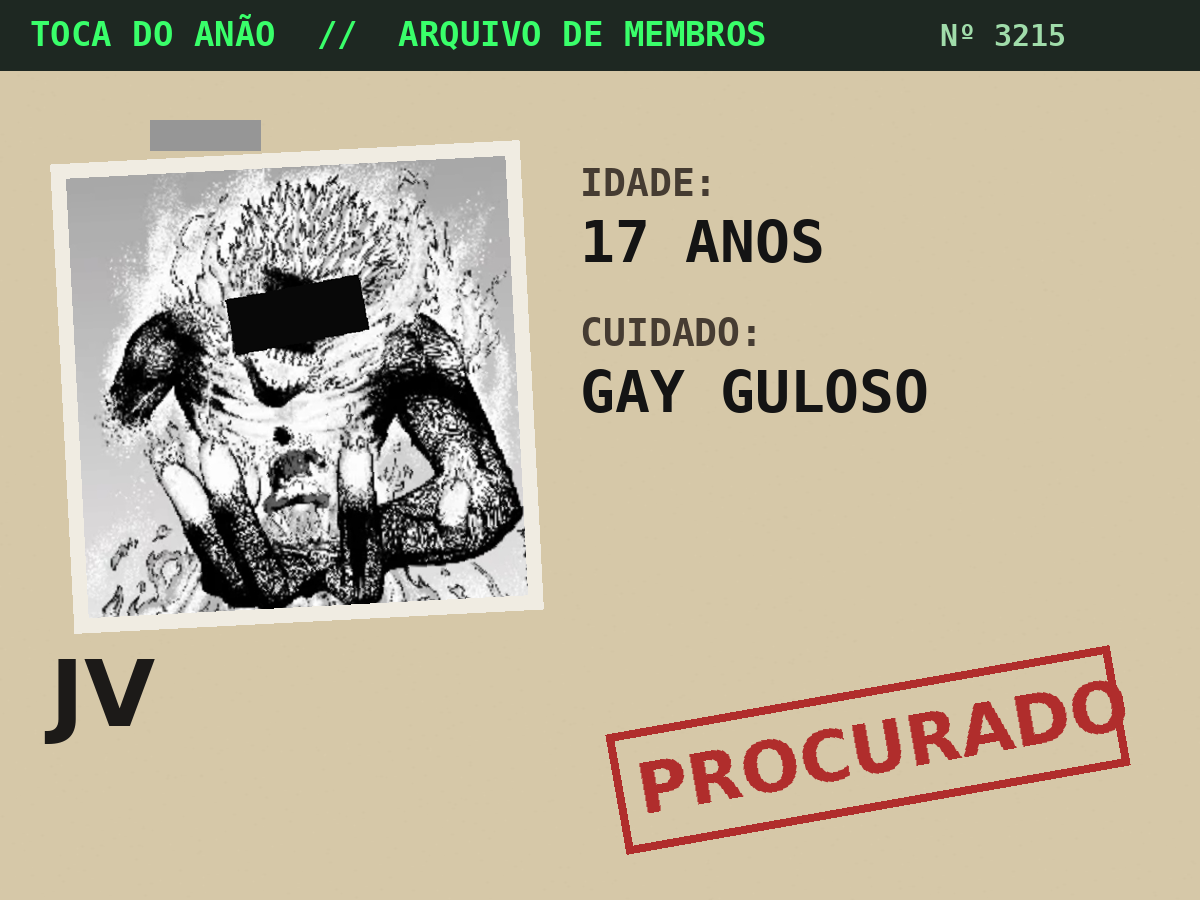 TOCA DO ANÃO // ARQUIVO DE MEMBROS Nº 3215
IDADE:
17 ANOS
CUIDADO:
GAY GULOSO
JV
PROCURADO